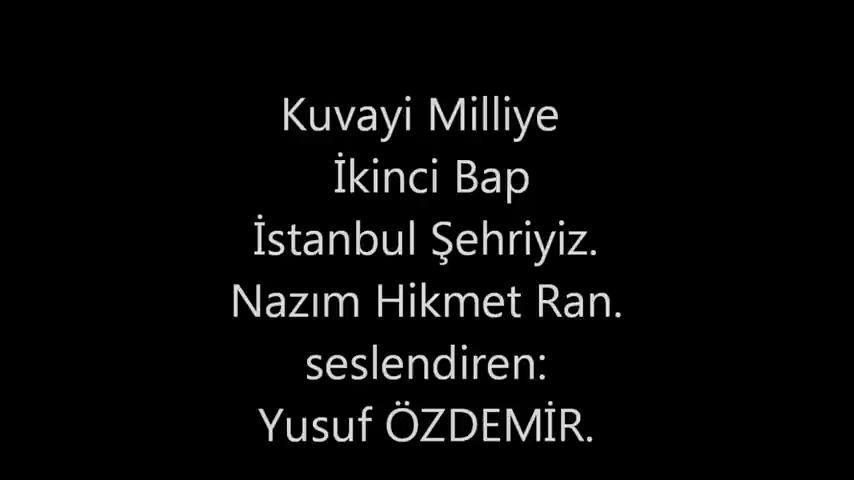 Kuvayi Milliye
İkinci Bap
İstanbul Şehriyiz.
Nazım Hikmet Ran.
seslendiren:
Yusuf ÖZDEMİR.